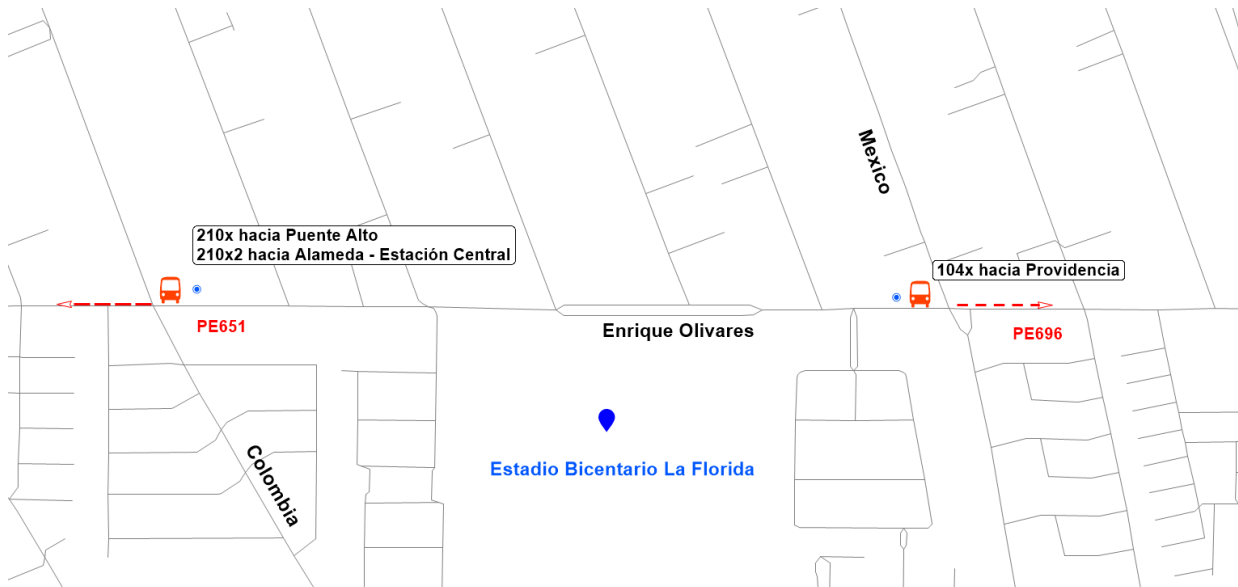 Mexico
210x hacia Puente Alto
210x2 hacia Alameda - Estación Central
104x hacia Providencia
PE651
Enrique Olivares
PE696
Estadio Bicentario La Florida
Colombia